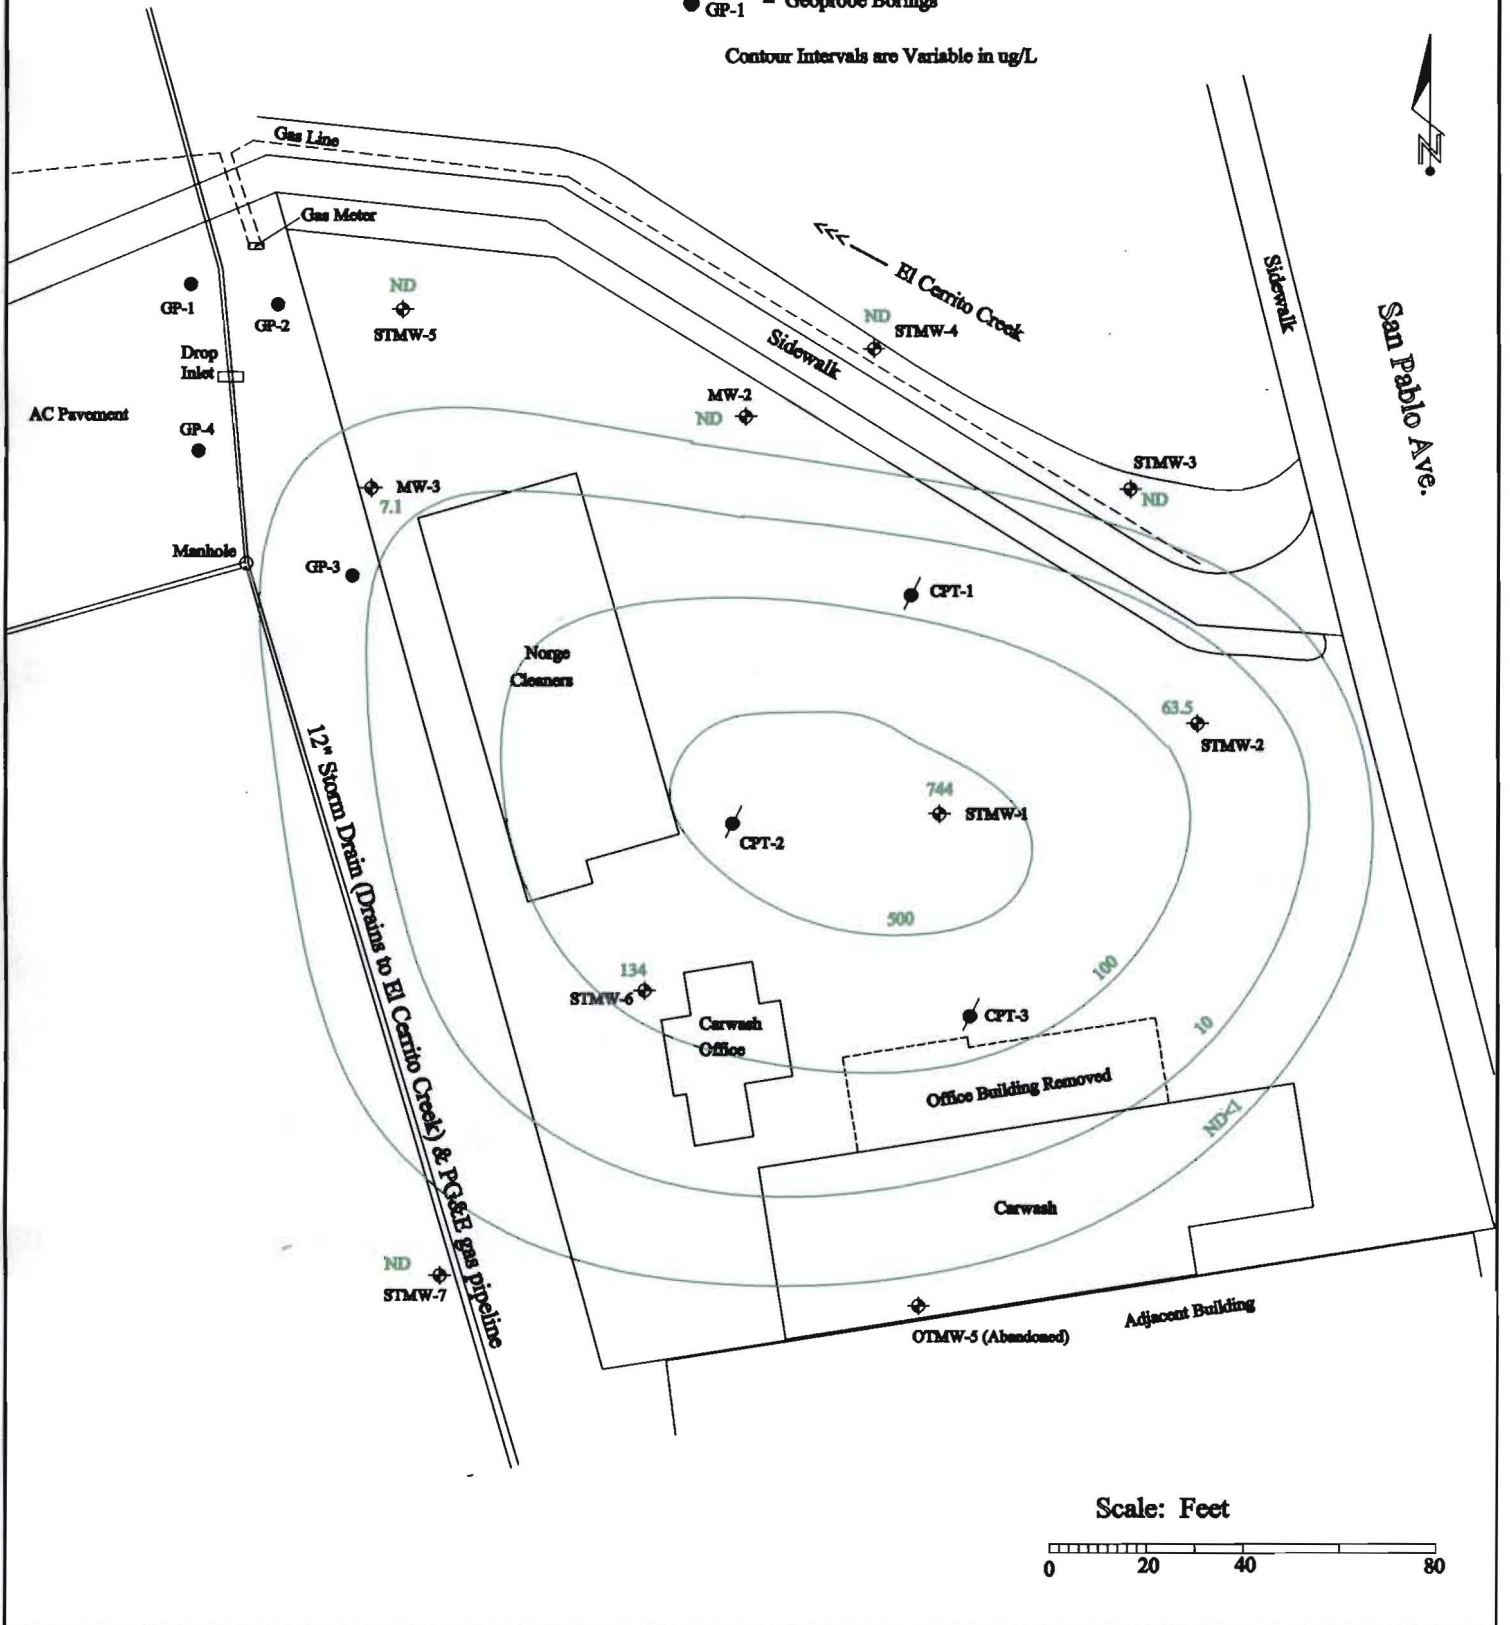 GP-1 = Geoprobe Borings
Contour Intervals are Variable in ug/L
Gas Line
Gas Meter
N
El Cerrito Creek
Sidewalk
San Pablo Ave.
GP-1
GP-2
ND
STMW-5
ND
STMW-4
Sidewalk
Drop
Inlet
AC Pavement
GP-4
MW-2
ND
STMW-3
ND
MW-3
7.1
Manhole
GP-3
CPT-1
Norge
Cleaners
63.5
STMW-2
744
STMW-1
CPT-2
12" Storm Drain (Drains to El Cerrito Creek) & PG&E gas pipeline
500
134
STMW-6
100
Carwash
Office
CPT-3
10
Office Building Removed
ND<1
Carwash
ND
STMW-7
OTMW-5 (Abandoned)
Adjacent Building
Scale: Feet
0 20 40 80